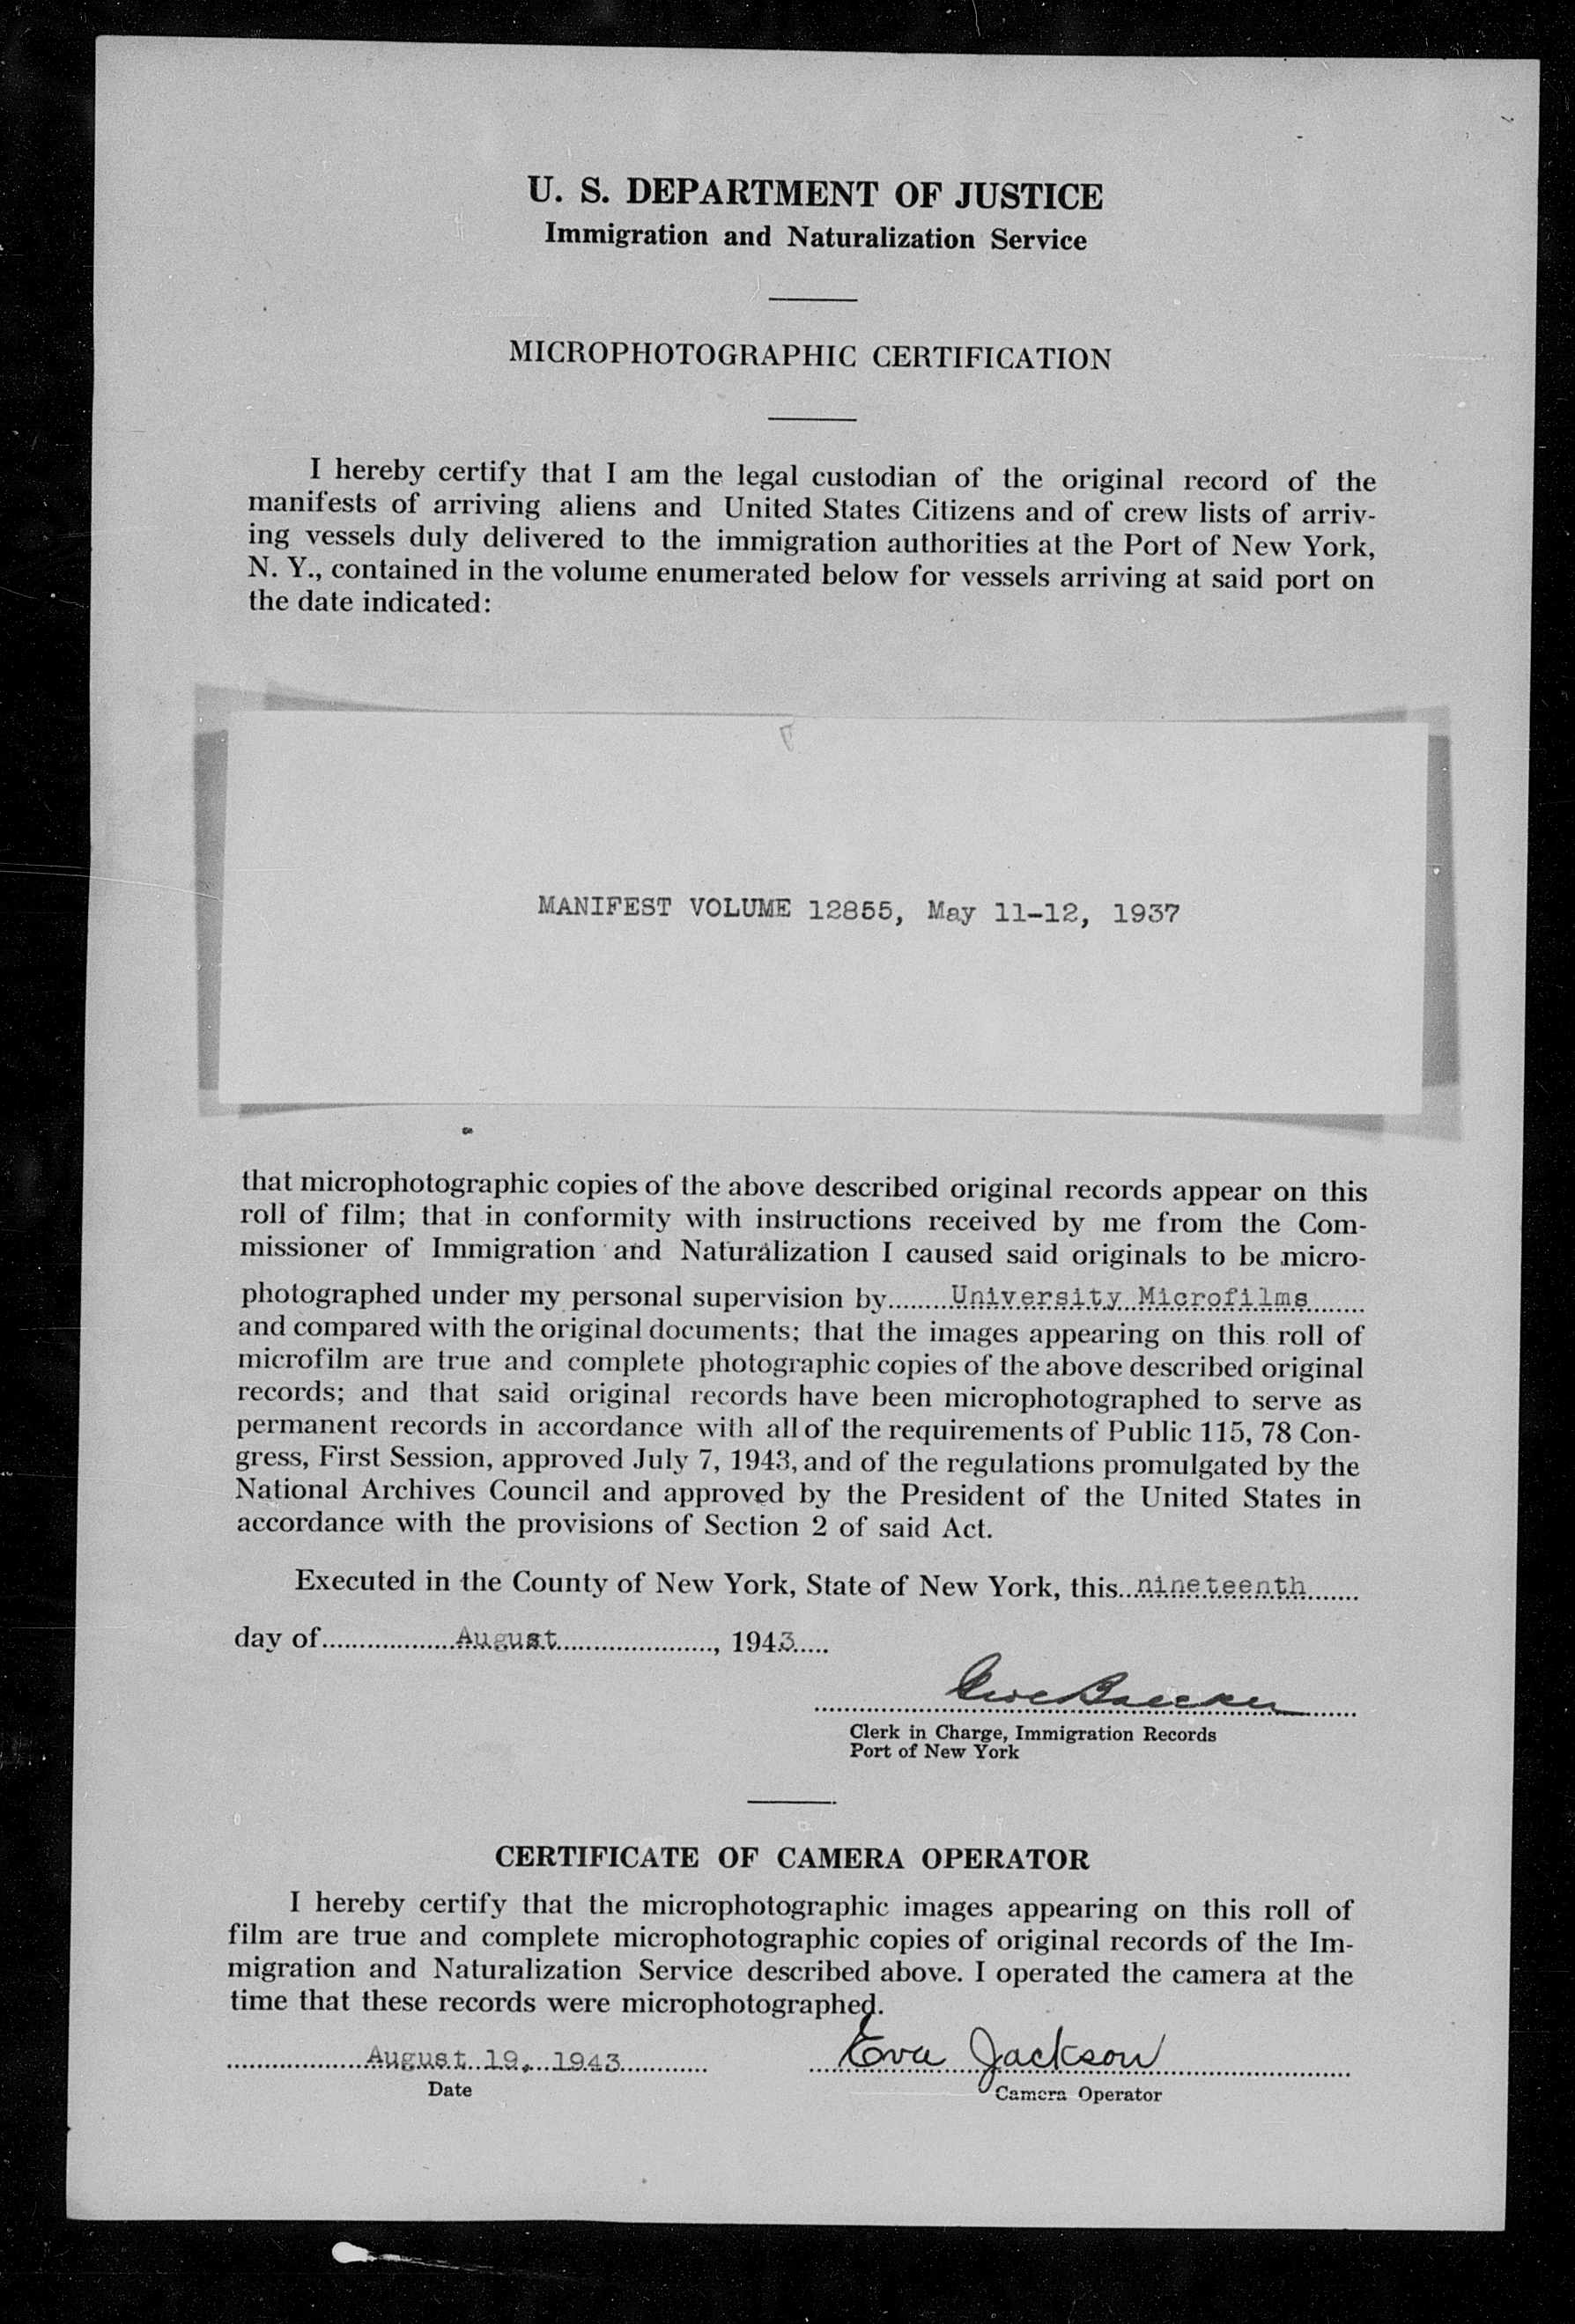 U. S. DEPARTMENT OF JUSTICE
Immigration and Naturalization Service
MICROPHOTOGRAPHIC CERTIFICATION
I hereby certify that I am the legal custodian of the original record of the
manifests of arriving aliens and United States Citizens and of crew lists of arriv-
ing vessels duly delivered to the immigration authorities at the Port of New York,
N. Y., contained in the volume enumerated below for vessels arriving at said port on
the date indicated:
MANIFEST VOLUME 12855, May 11-12, 1937
that microphotographic copies of the above described original records appear on this
roll of film; that in conformity with instructions received by me from the Com-
missioner of Immigration and Naturalization I caused said originals to be micro-
photographed under my personal supervision by University Microfilms
and compared with the original documents; that the images appearing on this roll of
microfilm are true and complete photographic copies of the above described original
records; and that said original records have been microphotographed to serve as
permanent records in accordance with all of the requirements of Public 115, 78 Con-
gress, First Session, approved July 7, 1943, and of the regulations promulgated by the
National Archives Council and approved by the President of the United States in
accordance with the provisions of Section 2 of said Act.
Executed in the County of New York, State of New York, this nineteenth
day of August, 1943
Clerk in Charge, Immigration Records
Port of New York
CERTIFICATE OF CAMERA OPERATOR
I hereby certify that the microphotographic images appearing on this roll of
film are true and complete microphotographic copies of original records of the Im-
migration and Naturalization Service described above. I operated the camera at the
time that these records were microphotographed.
August 19, 1943 Eva Jackson
Date Camera Operator